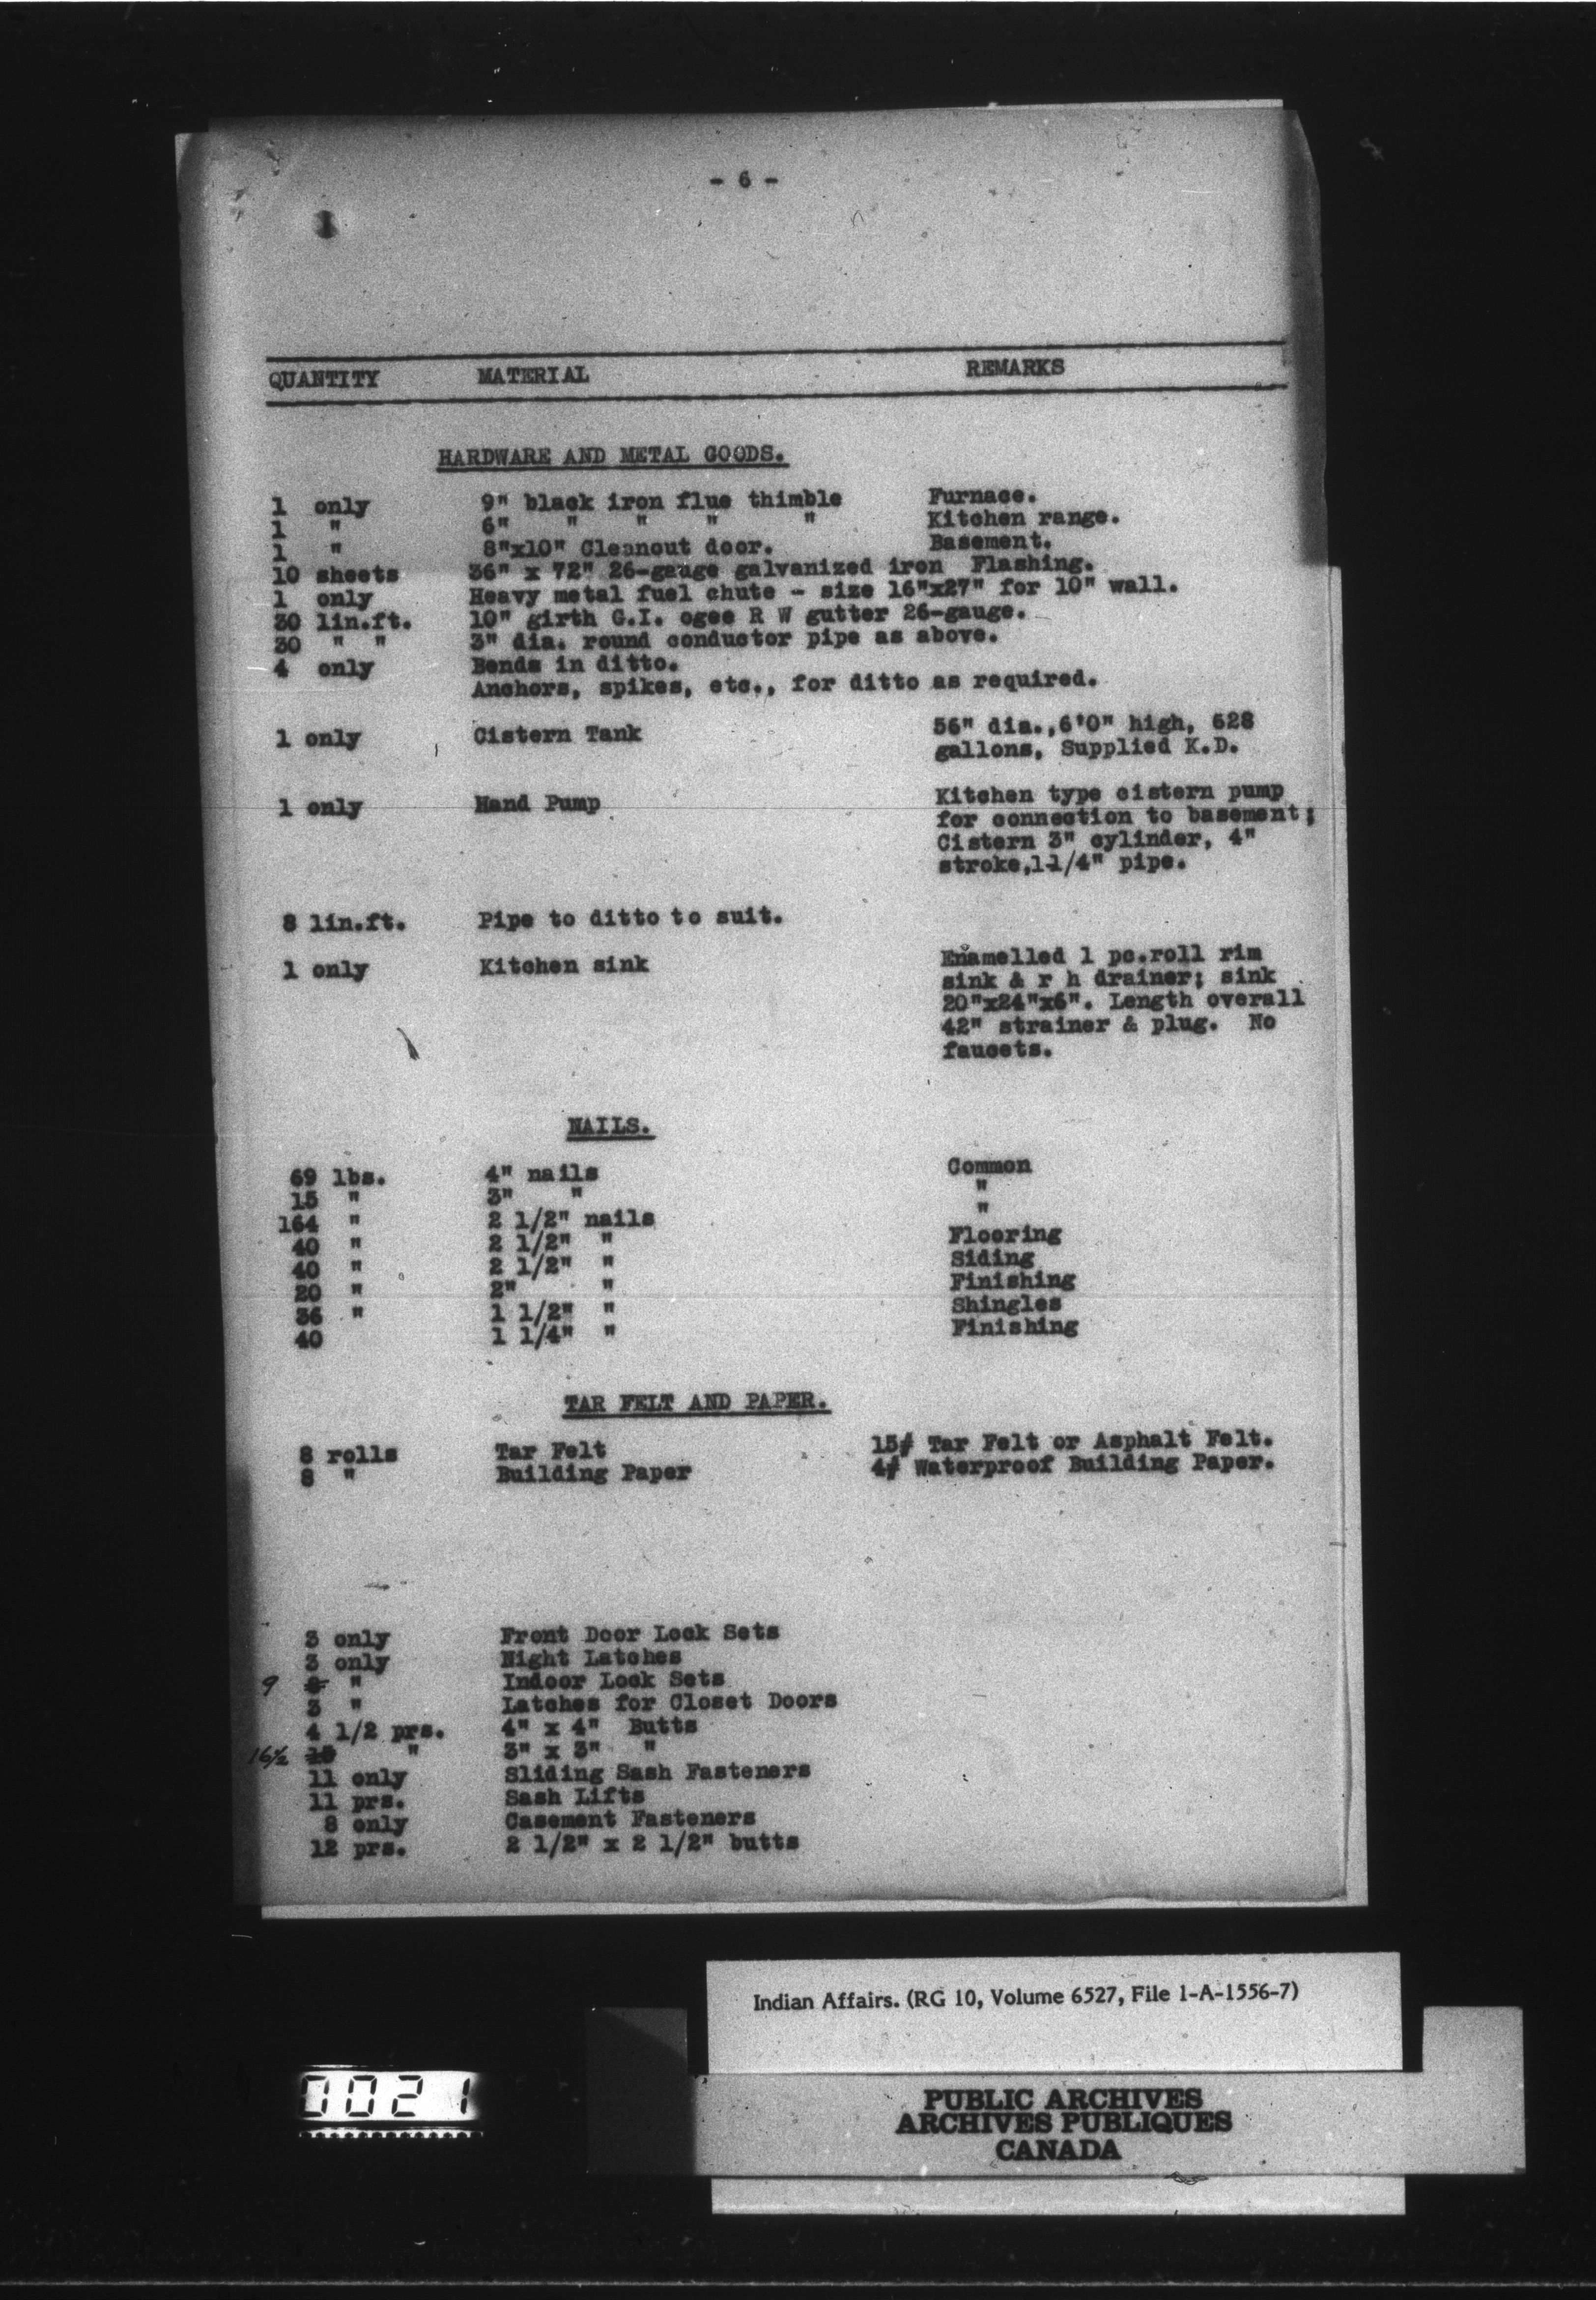 - 6 -
QUANTITY MATERIAL REMARKS
HARDWARE AND METAL GOODS.
1 only 9" black iron flue thimble Furnace.
1 " 6" " " " " Kitchen range.
1 " 8"x10" Cleanout door. Basement.
10 sheets 36" x 72" 26-gauge galvanized iron Flashing.
1 only Heavy metal fuel chute - size 16"x27" for 10" wall.
30 lin.ft. 10" girth G.I. ogee R W gutter 26-gauge.
30 " " 3" dia. round conductor pipe as above.
4 only Bends in ditto.
Anchors, spikes, etc., for ditto as required.
1 only Cistern Tank 56" dia.,6'0" high, 628
gallons, Supplied K.D.
1 only Hand Pump Kitchen type cistern pump
for connection to basement;
Cistern 3" cylinder, 4"
stroke,1-1/4" pipe.
8 lin.ft. Pipe to ditto to suit.
1 only Kitchen sink Enamelled 1 pc.roll rim
sink & r h drainer; sink
20"x24"x6". Length overall
42" strainer & plug. No
faucets.
NAILS.
69 lbs. 4" nails Common
15 " 3" " "
164 " 2 1/2" nails "
40 " 2 1/2" " Flooring
40 " 2 1/2" " Siding
20 " 2" " Finishing
36 " 1 1/2" " Shingles
40 1 1/4" " Finishing
TAR FELT AND PAPER.
8 rolls Tar Felt 15# Tar Felt or Asphalt Felt.
8 " Building Paper 4# Waterproof Building Paper.
3 only Front Door Lock Sets
3 only Night Latches
9 " Indoor Lock Sets
3 " Latches for Closet Doors
4 1/2 prs. 4" x 4" Butts
16½ " 3" x 3" "
11 only Sliding Sash Fasteners
11 prs. Sash Lifts
8 only Casement Fasteners
12 prs. 2 1/2" x 2 1/2" butts
Indian Affairs. (RG 10, Volume 6527, File 1-A-1556-7)
0021
PUBLIC ARCHIVES
ARCHIVES PUBLIQUES
CANADA